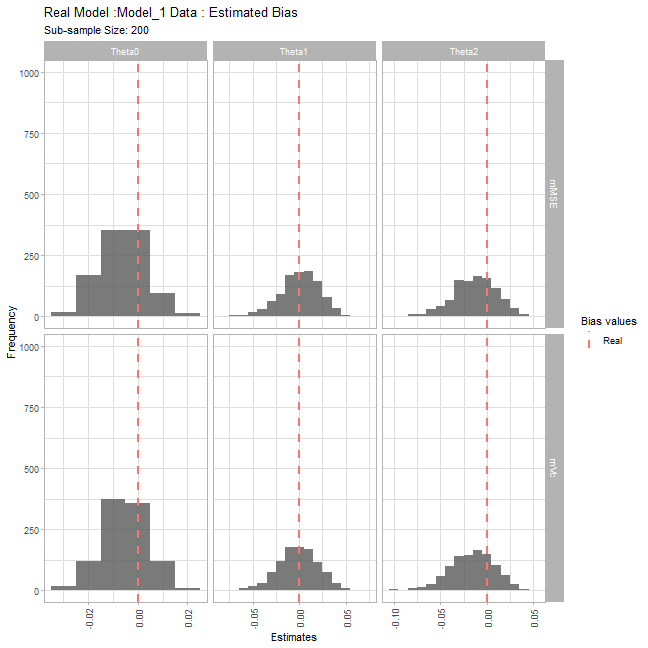 Real Model :Model_1 Data : Estimated Bias
Sub-sample Size: 200
Theta0 Theta1 Theta2
1000
750
500
250
0
mMSE
1000
750
500
250
0
mVc
Frequency
-0.02 0.00 0.02 -0.05 0.00 0.05 -0.10 -0.05 0.00 0.05
Estimates
Bias values
Real